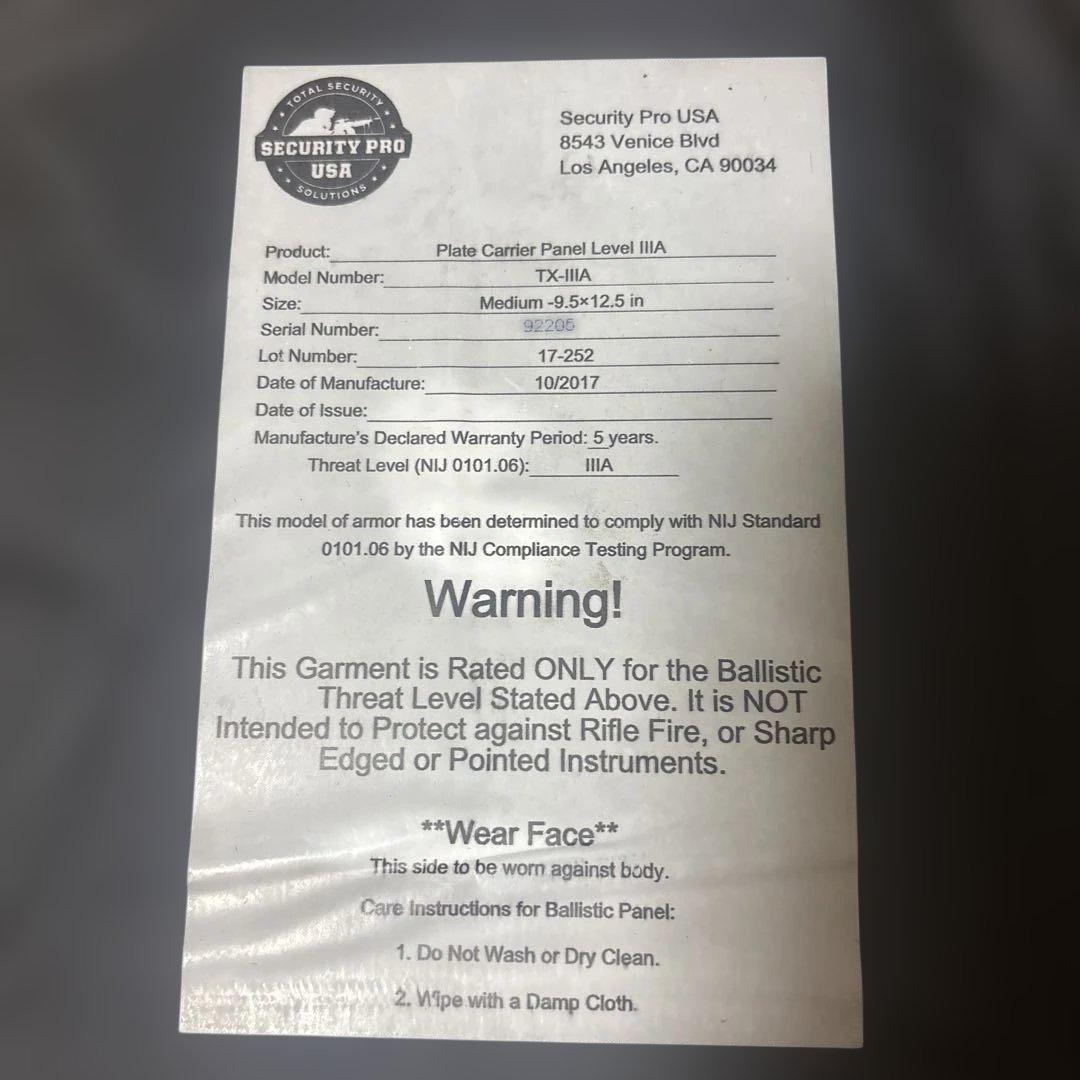 TOTAL SECURITY
SECURITY PRO
USA
SOLUTIONS
Security Pro USA
8543 Venice Blvd
Los Angeles, CA 90034
Product: Plate Carrier Panel Level IIIA
Model Number: TX-IIIA
Size: Medium -9.5×12.5 in
Serial Number: 92205
Lot Number: 17-252
Date of Manufacture: 10/2017
Date of Issue:
Manufacture's Declared Warranty Period: 5 years.
Threat Level (NIJ 0101.06): IIIA
This model of armor has been determined to comply with NIJ Standard
0101.06 by the NIJ Compliance Testing Program.
Warning!
This Garment is Rated ONLY for the Ballistic
Threat Level Stated Above. It is NOT
Intended to Protect against Rifle Fire, or Sharp
Edged or Pointed Instruments.
**Wear Face**
This side to be worn against body.
Care Instructions for Ballistic Panel:
1. Do Not Wash or Dry Clean.
2. Wipe with a Damp Cloth.